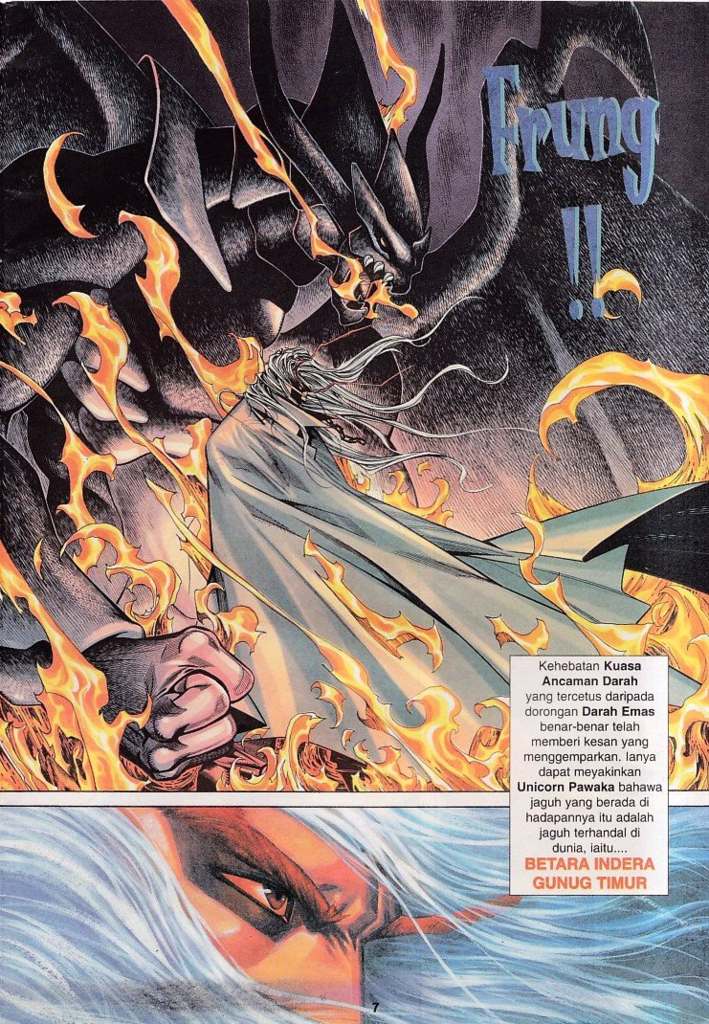 Frung
!!
Kehebatan Kuasa
Ancaman Darah
yang tercetus daripada
dorongan Darah Emas
benar-benar telah
memberi kesan yang
menggemparkan. Ianya
dapat meyakinkan
Unicorn Pawaka bahawa
jaguh yang berada di
hadapannya itu adalah
jaguh terhandal di
dunia, iaitu....
BETARA INDERA
GUNUG TIMUR
7